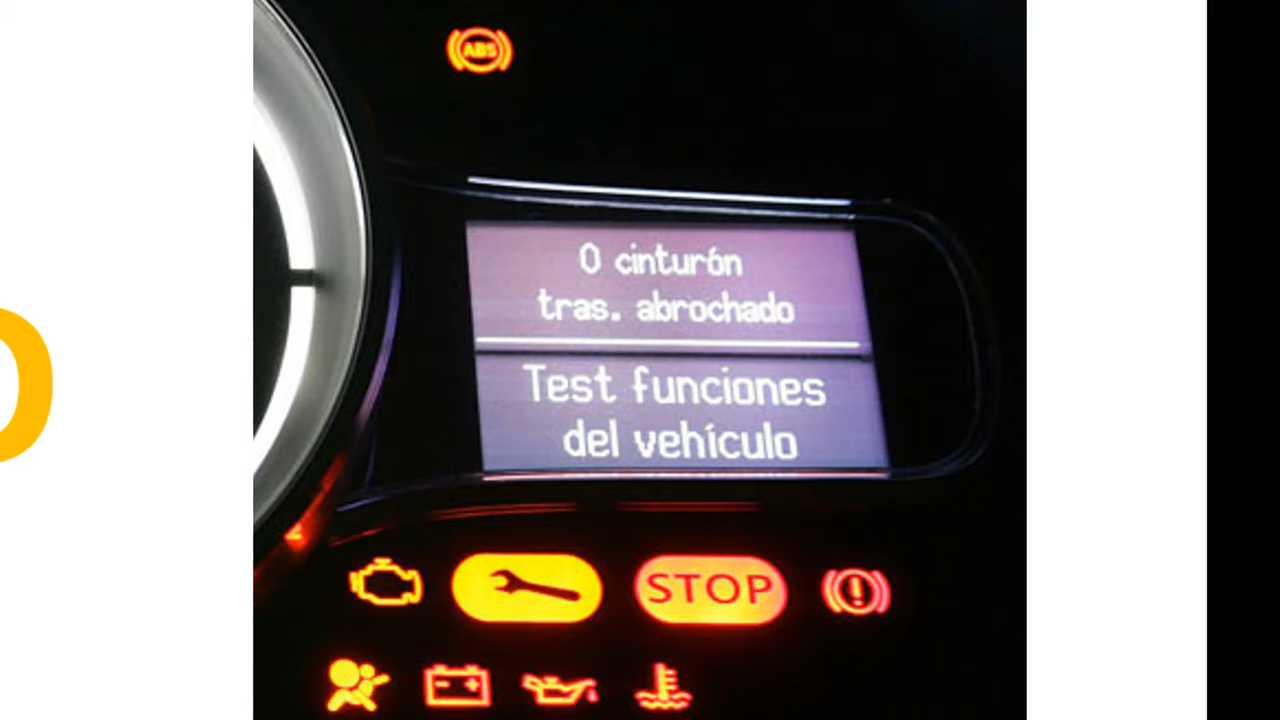 ABS
0 cinturón
tras. abrochado
Test funciones
del vehículo
STOP